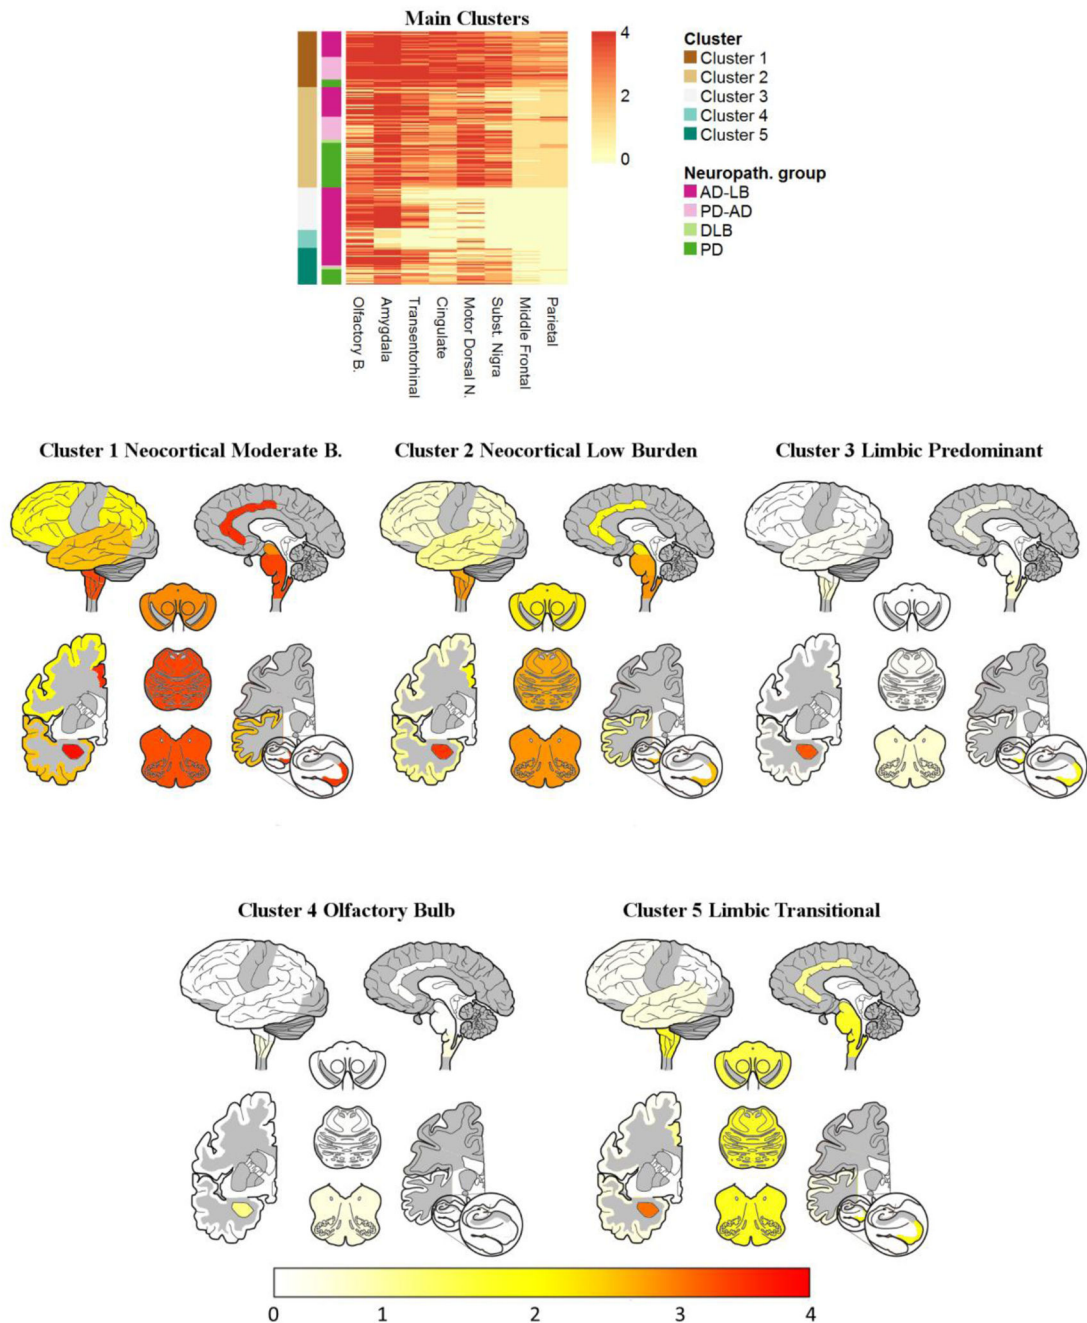 Main Clusters
4
2
0
Cluster
Cluster 1
Cluster 2
Cluster 3
Cluster 4
Cluster 5
Neuropath. group
AD-LB
PD-AD
DLB
PD
Olfactory B.
Amygdala
Transentorhinal
Cingulate
Motor Dorsal N.
Subst. Nigra
Middle Frontal
Parietal
Cluster 1 Neocortical Moderate B.
Cluster 2 Neocortical Low Burden
Cluster 3 Limbic Predominant
Cluster 4 Olfactory Bulb
Cluster 5 Limbic Transitional
0 1 2 3 4